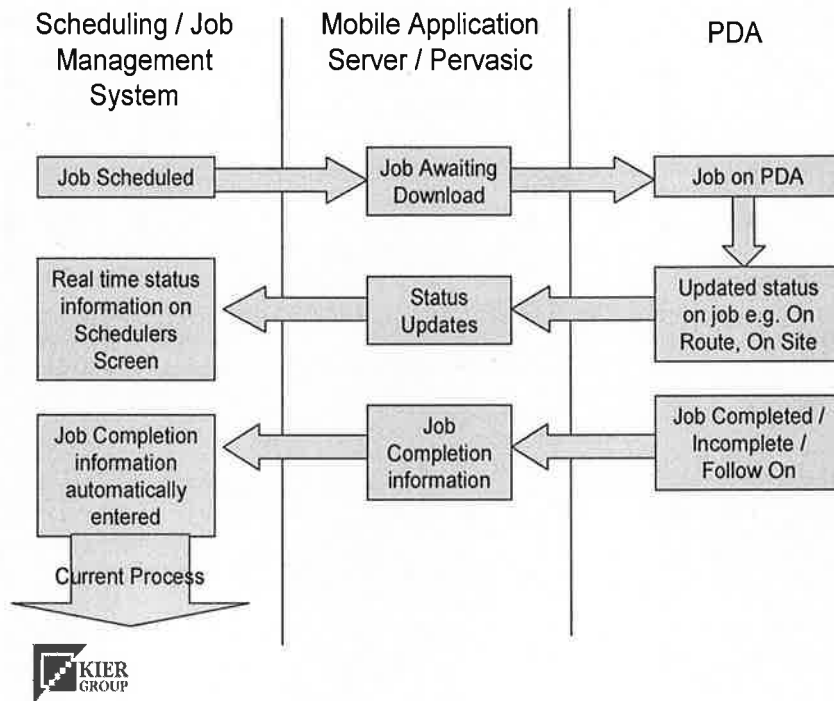 Scheduling / Job
Management
System
Mobile Application
Server / Pervasic
PDA
Job Scheduled
Job Awaiting
Download
Job on PDA
Real time status
information on
Schedulers
Screen
Status
Updates
Updated status
on job e.g. On
Route, On Site
Job Completion
information
automatically
entered
Job
Completion
information
Job Completed /
Incomplete /
Follow On
Current Process
KIER
GROUP